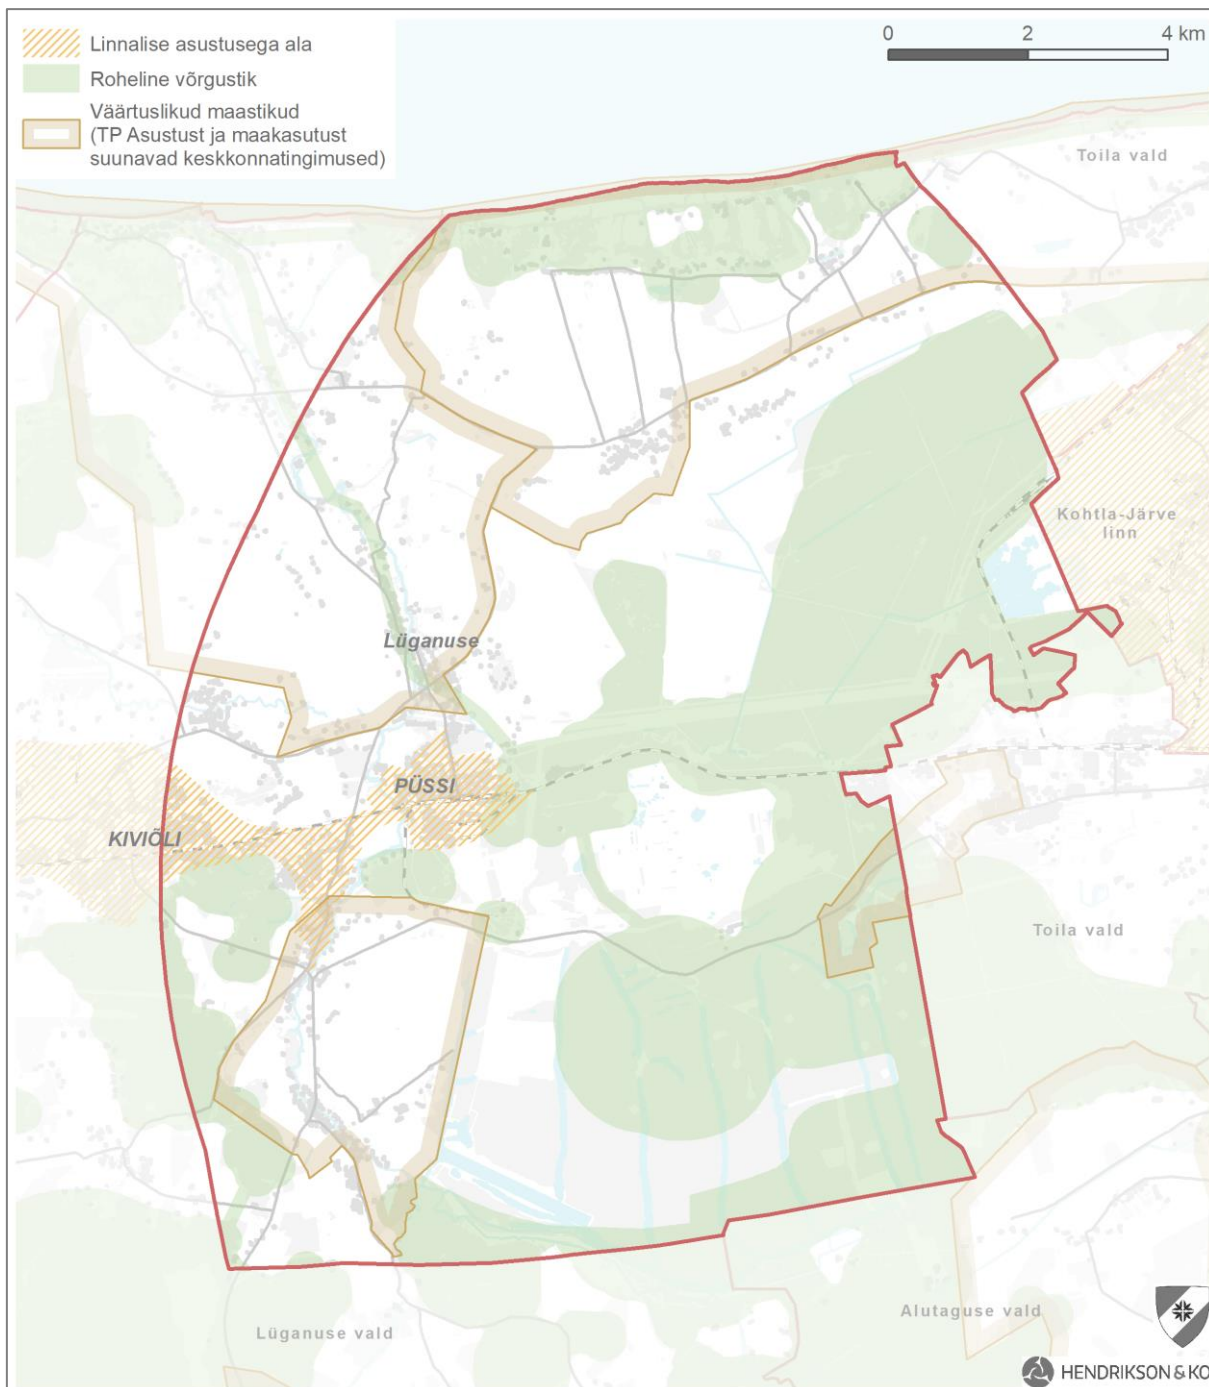 Linnalise asustusega ala
Roheline võrgustik
Väärtuslikud maastikud
(TP Asustust ja maakasutust
suunavad keskkonnatingimused)
0 2 4 km
Toila vald
Kohtla-Järve
linn
Lüganuse
PÜSSI
KIVIÕLI
Toila vald
Alutaguse vald
Lüganuse vald
HENDRIKSON & KO